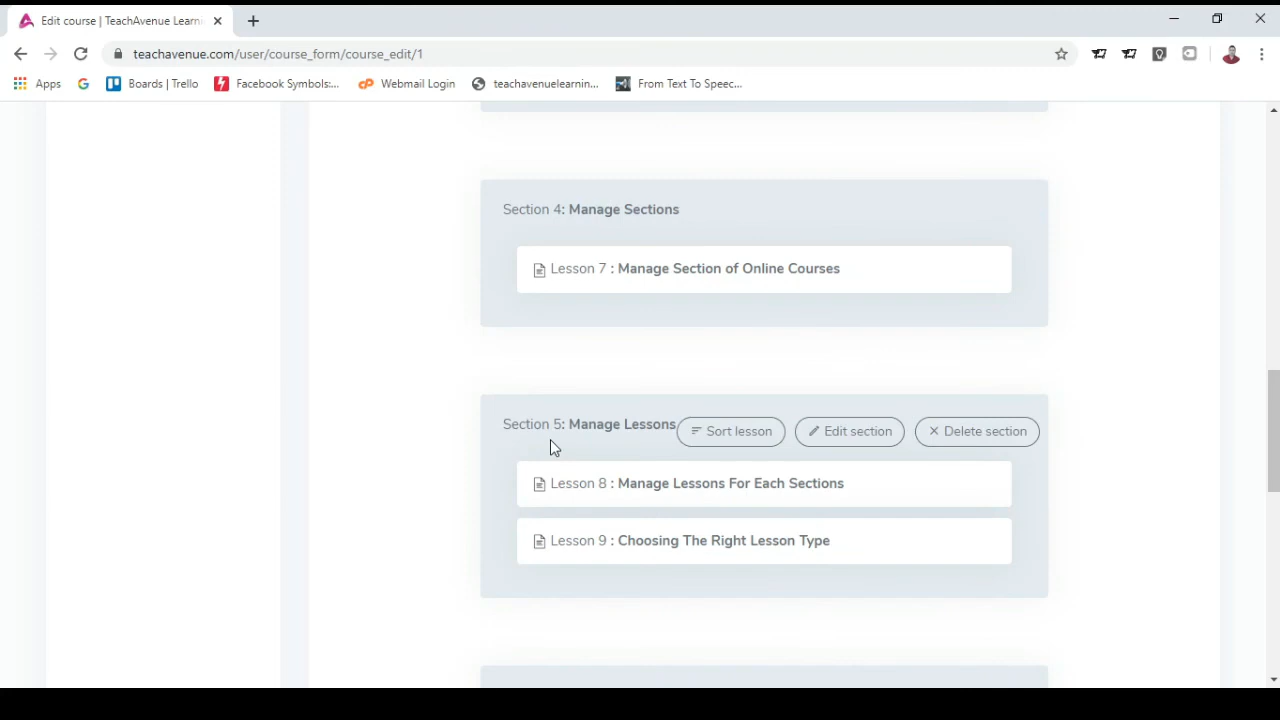 Edit course | TeachAvenue Learni
teachavenue.com/user/course_form/course_edit/1
Apps
Boards | Trello
Facebook Symbols:...
Webmail Login
teachavenuelearnin...
From Text To Speec...
Section 4: Manage Sections
Lesson 7 : Manage Section of Online Courses
Section 5: Manage Lessons
Sort lesson
Edit section
Delete section
Lesson 8 : Manage Lessons For Each Sections
Lesson 9 : Choosing The Right Lesson Type